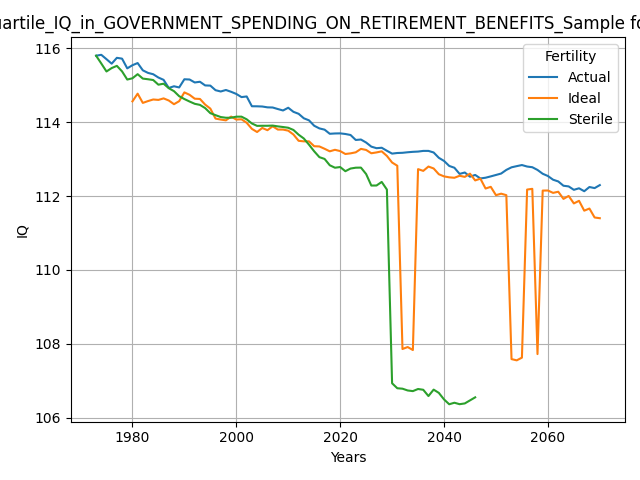 uartile_IQ_in_GOVERNMENT_SPENDING_ON_RETIREMENT_BENEFITS_Sample fo
116
114
112
110
108
106
IQ
Fertility
Actual
Ideal
Sterile
1980
2000
2020
2040
2060
Years